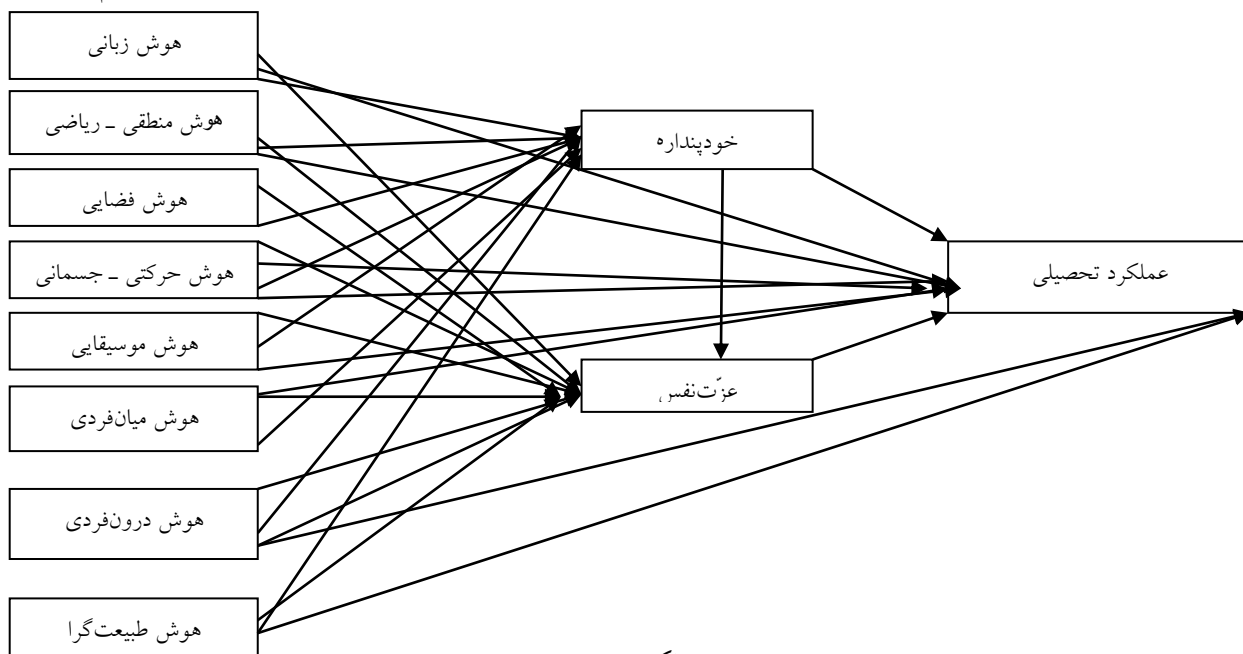 هوش زبانی
هوش منطقی ـ ریاضی
هوش فضایی
هوش حرکتی ـ جسمانی
هوش موسیقایی
هوش میان‌فردی
هوش درون‌فردی
هوش طبیعت‌گرا
خودپنداره
عزّت‌نفس
عملکرد تحصیلی